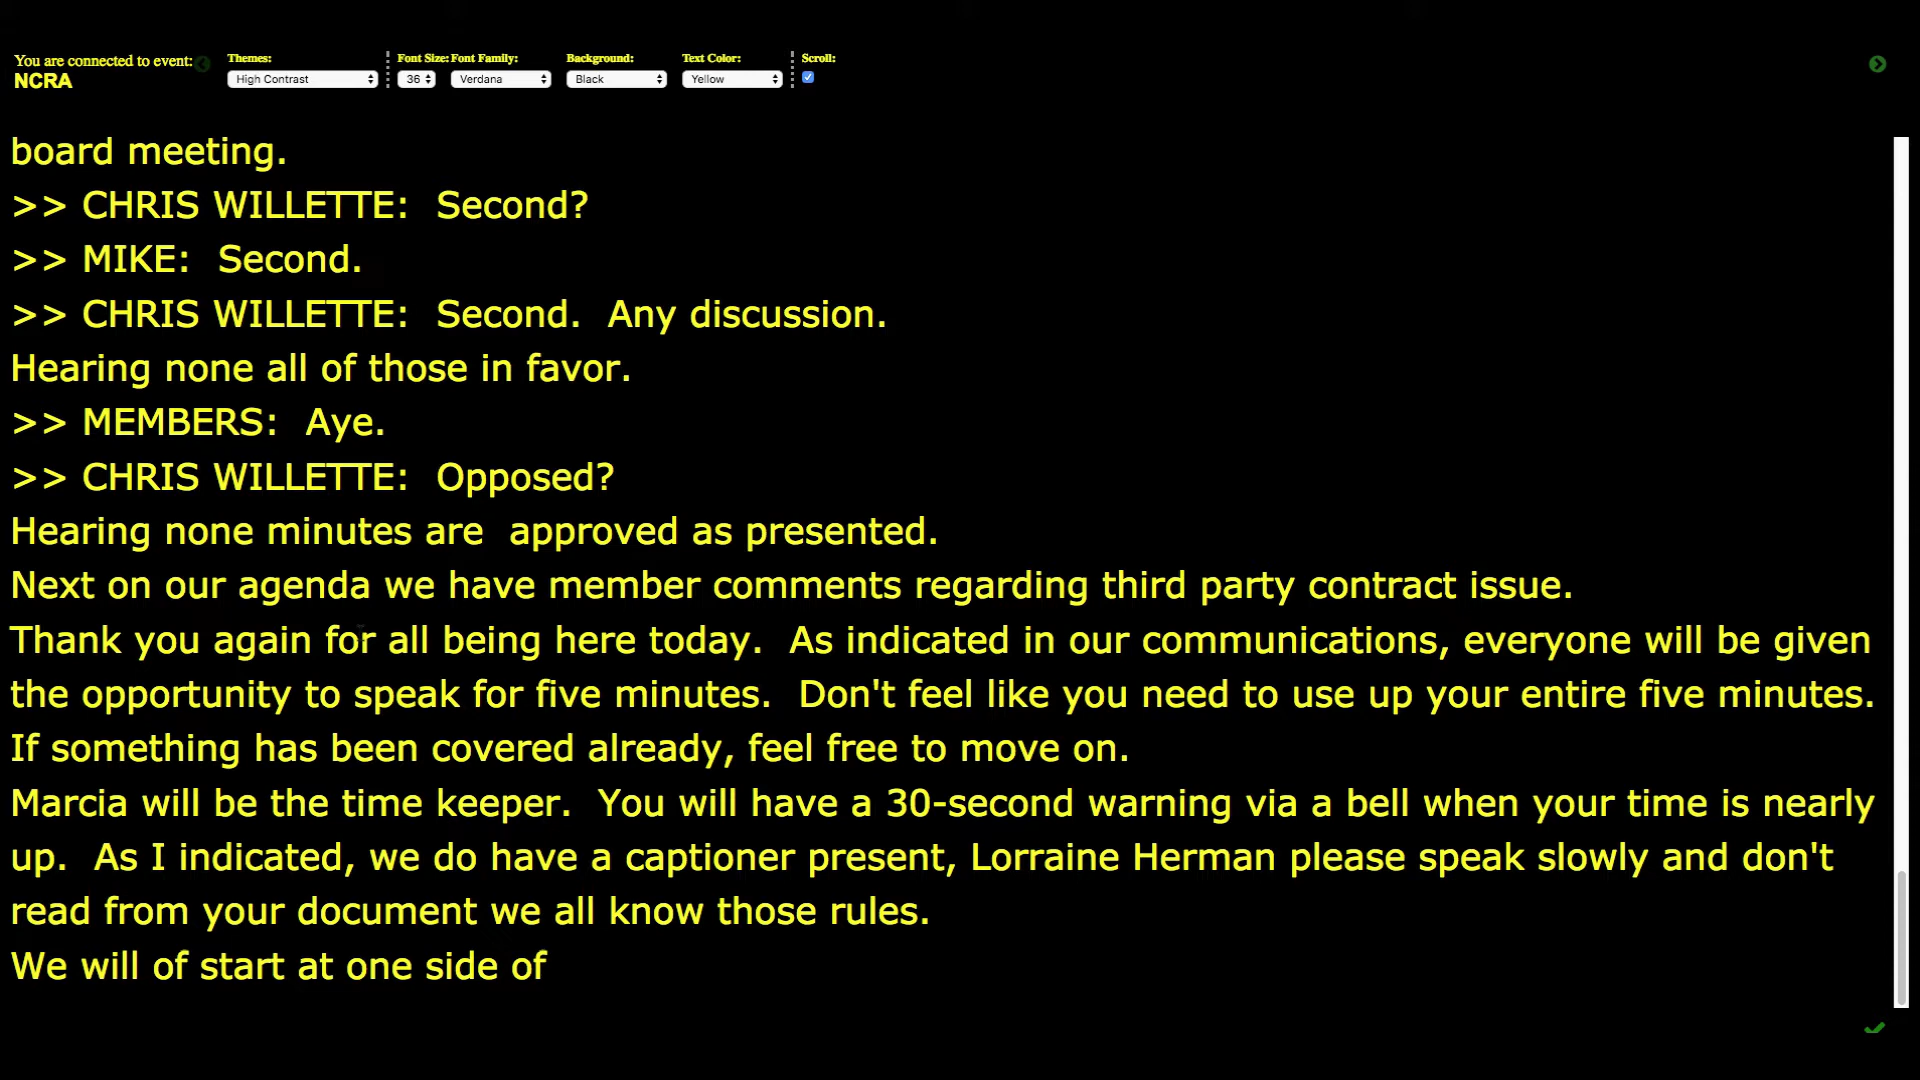 You are connected to event:
NCRA
Themes:
High Contrast
Font Size:
36
Font Family:
Verdana
Background:
Black
Text Color:
Yellow
Scroll:
board meeting.
>> CHRIS WILLETTE:  Second?
>> MIKE:  Second.
>> CHRIS WILLETTE:  Second.  Any discussion.
Hearing none all of those in favor.
>> MEMBERS:  Aye.
>> CHRIS WILLETTE:  Opposed?
Hearing none minutes are  approved as presented.
Next on our agenda we have member comments regarding third party contract issue.
Thank you again for all being here today.  As indicated in our communications, everyone will be given
the opportunity to speak for five minutes.  Don't feel like you need to use up your entire five minutes.
If something has been covered already, feel free to move on.
Marcia will be the time keeper.  You will have a 30-second warning via a bell when your time is nearly
up.  As I indicated, we do have a captioner present, Lorraine Herman please speak slowly and don't
read from your document we all know those rules.
We will of start at one side of